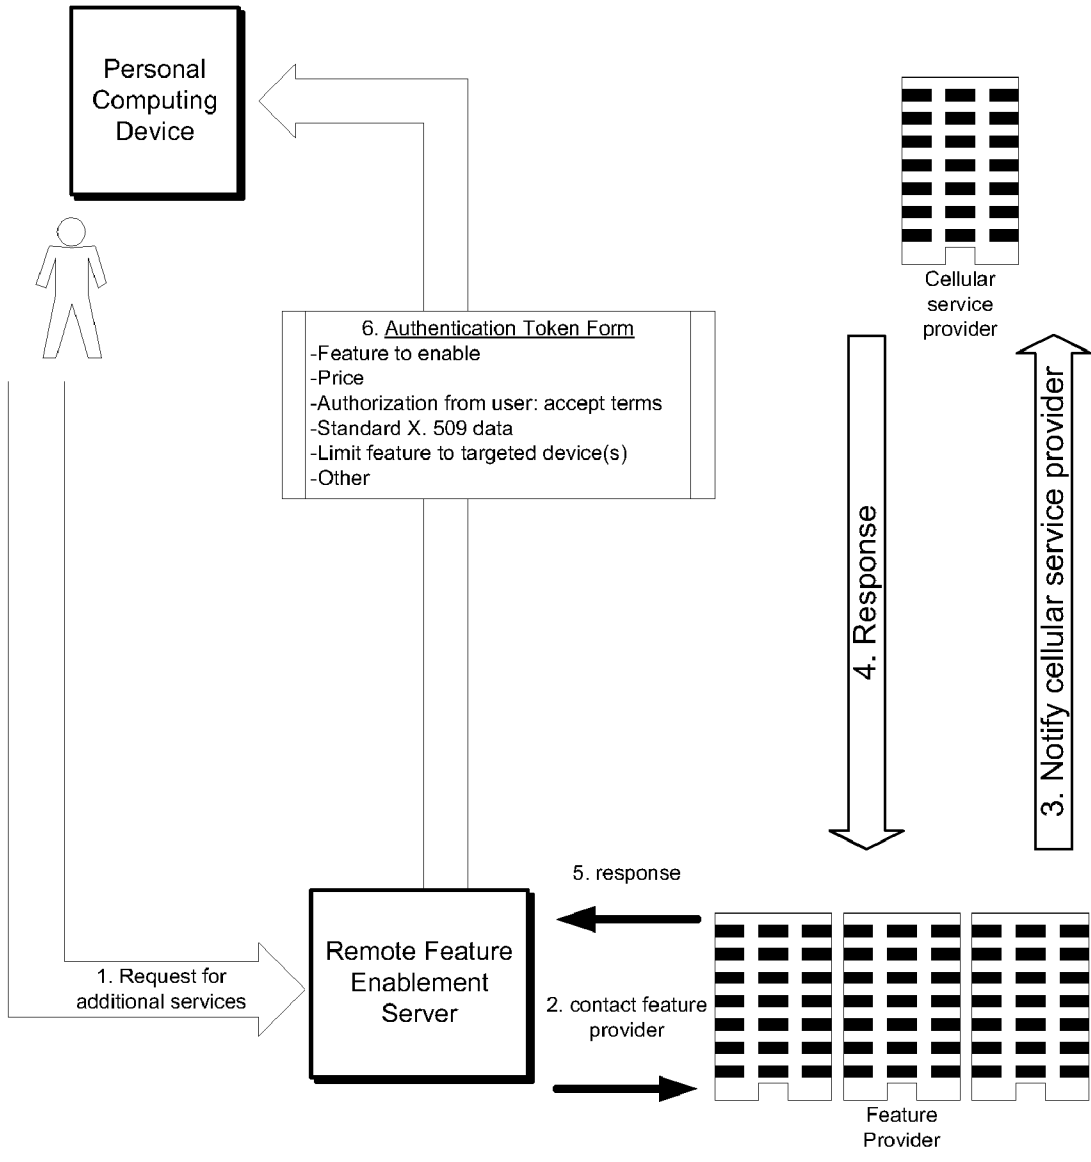 Personal
Computing
Device
Cellular
service
provider
6. Authentication Token Form
-Feature to enable
-Price
-Authorization from user: accept terms
-Standard X. 509 data
-Limit feature to targeted device(s)
-Other
4. Response
3. Notify cellular service provider
5. response
Remote Feature
Enablement
Server
1. Request for
additional services
2. contact feature
provider
Feature
Provider